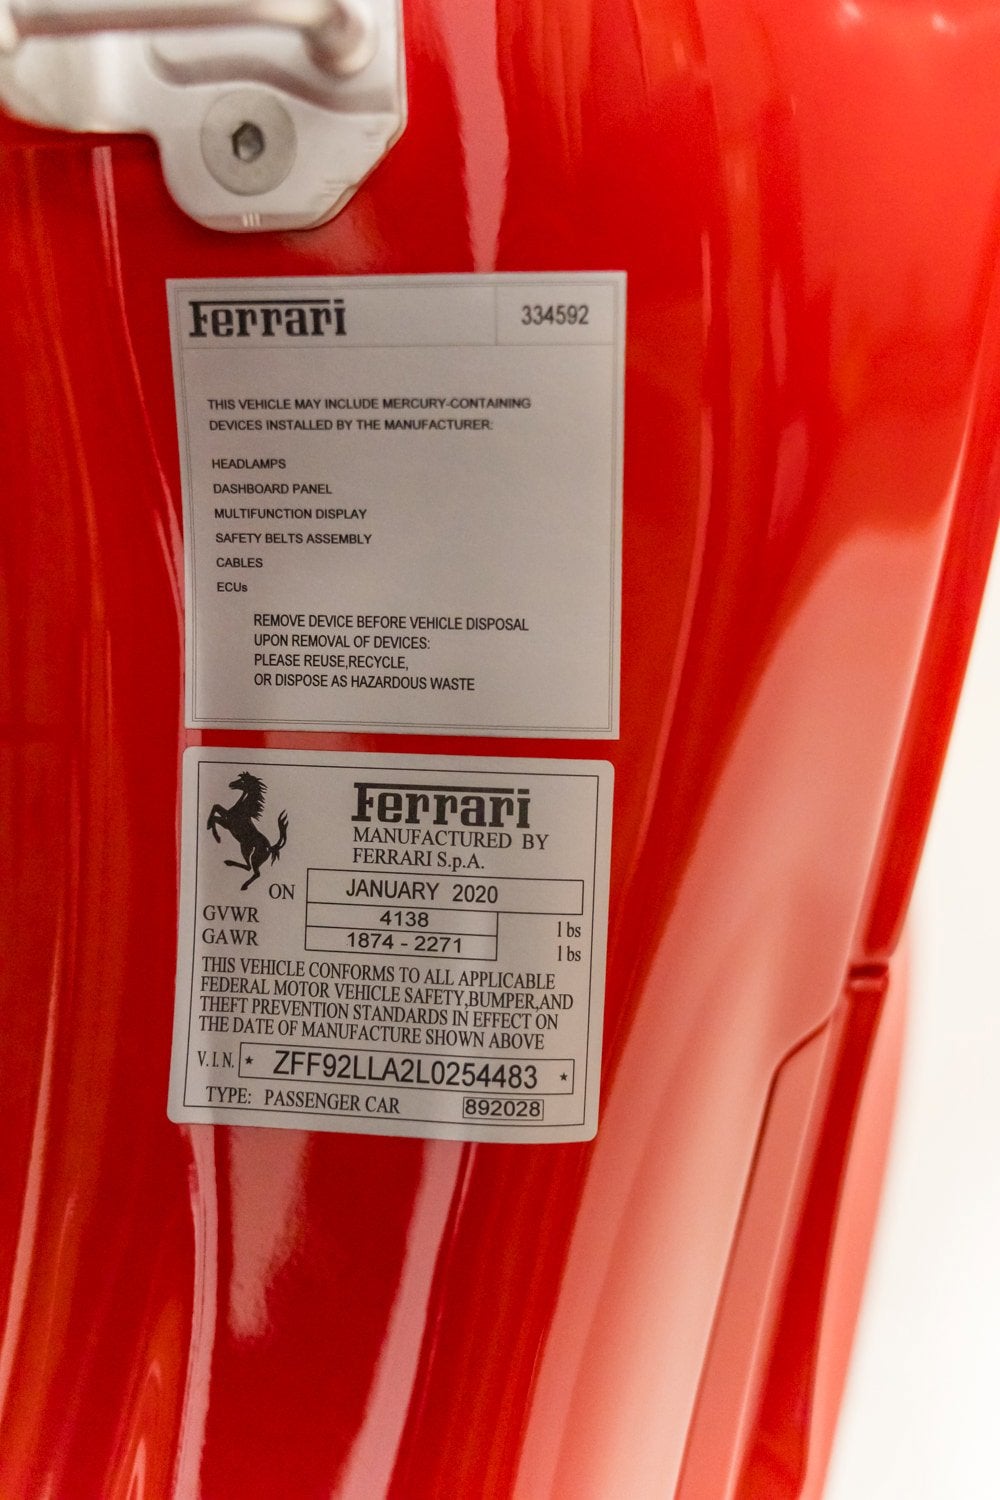 Ferrari 334592
THIS VEHICLE MAY INCLUDE MERCURY-CONTAINING
DEVICES INSTALLED BY THE MANUFACTURER:
HEADLAMPS
DASHBOARD PANEL
MULTIFUNCTION DISPLAY
SAFETY BELTS ASSEMBLY
CABLES
ECUs
REMOVE DEVICE BEFORE VEHICLE DISPOSAL
UPON REMOVAL OF DEVICES:
PLEASE REUSE,RECYCLE,
OR DISPOSE AS HAZARDOUS WASTE
Ferrari
MANUFACTURED BY
FERRARI S.p.A.
ON JANUARY 2020
GVWR 4138 lbs
GAWR 1874 - 2271 lbs
THIS VEHICLE CONFORMS TO ALL APPLICABLE
FEDERAL MOTOR VEHICLE SAFETY,BUMPER,AND
THEFT PREVENTION STANDARDS IN EFFECT ON
THE DATE OF MANUFACTURE SHOWN ABOVE
V.I.N. * ZFF92LLA2L0254483 *
TYPE: PASSENGER CAR 892028